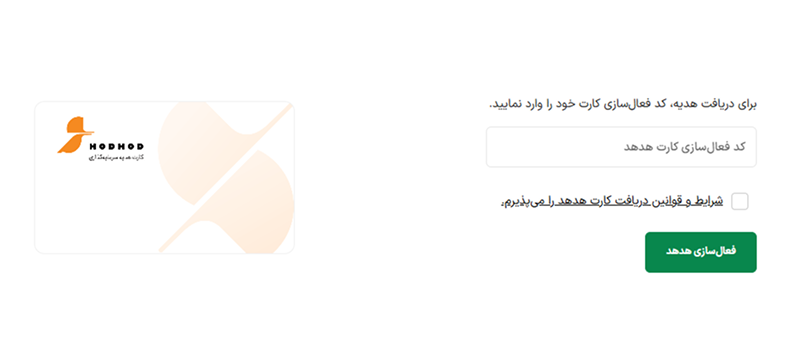 برای دریافت هدیه، کد فعال‌سازی کارت خود را وارد نمایید.
کد فعال‌سازی کارت هدهد
شرایط و قوانین دریافت کارت هدهد را می‌پذیرم.
فعال‌سازی هدهد
HODHOD
کارت هدیه سرمایه‌گذاری